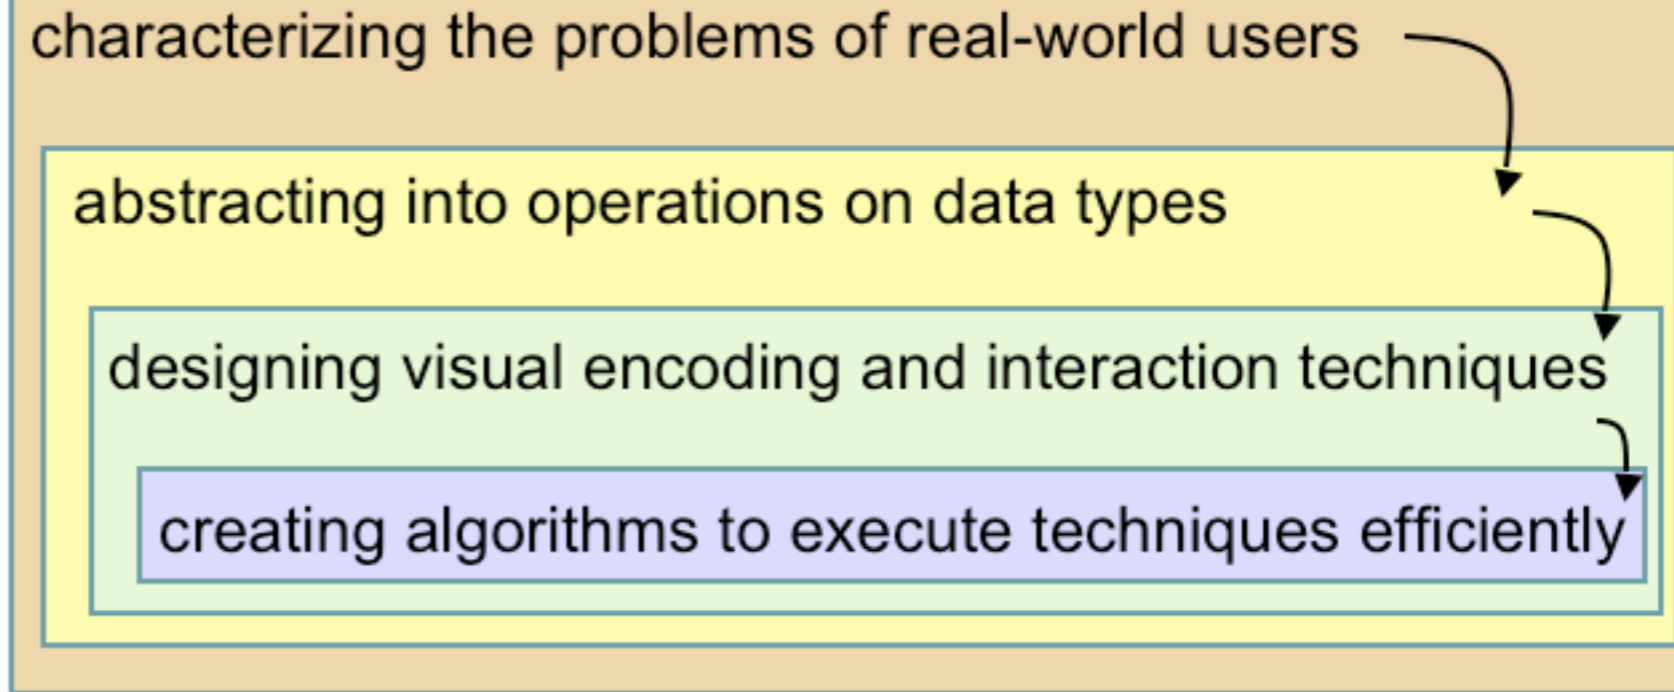 characterizing the problems of real-world users
abstracting into operations on data types
designing visual encoding and interaction techniques
creating algorithms to execute techniques efficiently